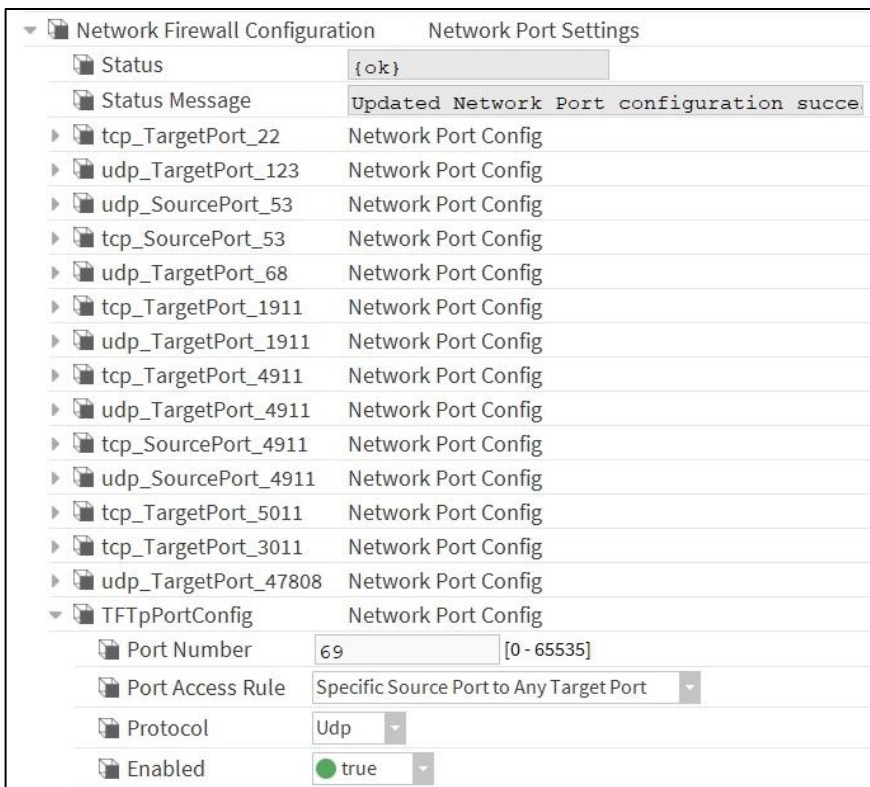 Network Firewall Configuration Network Port Settings
Status {ok}
Status Message Updated Network Port configuration succe
tcp_TargetPort_22 Network Port Config
udp_TargetPort_123 Network Port Config
udp_SourcePort_53 Network Port Config
tcp_SourcePort_53 Network Port Config
udp_TargetPort_68 Network Port Config
tcp_TargetPort_1911 Network Port Config
udp_TargetPort_1911 Network Port Config
tcp_TargetPort_4911 Network Port Config
udp_TargetPort_4911 Network Port Config
tcp_SourcePort_4911 Network Port Config
udp_SourcePort_4911 Network Port Config
tcp_TargetPort_5011 Network Port Config
tcp_TargetPort_3011 Network Port Config
udp_TargetPort_47808 Network Port Config
TFTpPortConfig Network Port Config
Port Number 69 [0 - 65535]
Port Access Rule Specific Source Port to Any Target Port
Protocol Udp
Enabled true